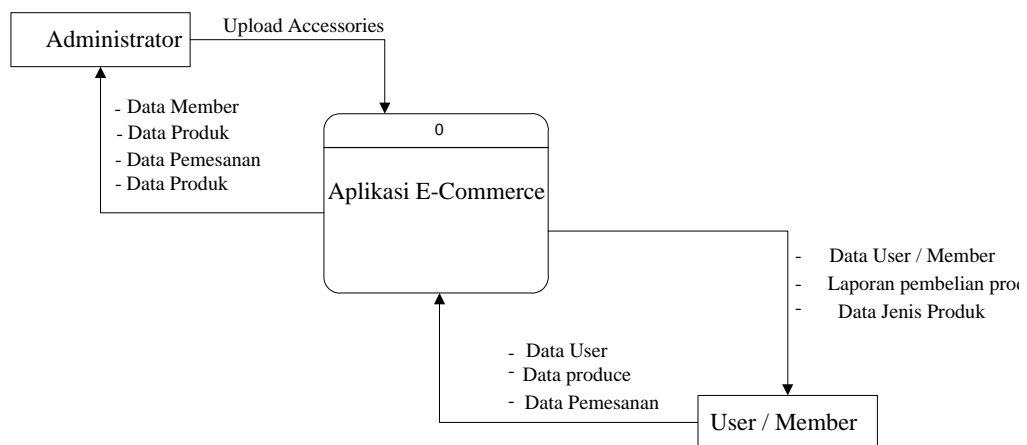 Administrator
Upload Accessories
- Data Member
- Data Produk
- Data Pemesanan
- Data Produk
0
Aplikasi E-Commerce
- Data User / Member
- Laporan pembelian
- Data Jenis Produk
- Data User
- Data produce
- Data Pemesanan
User / Member